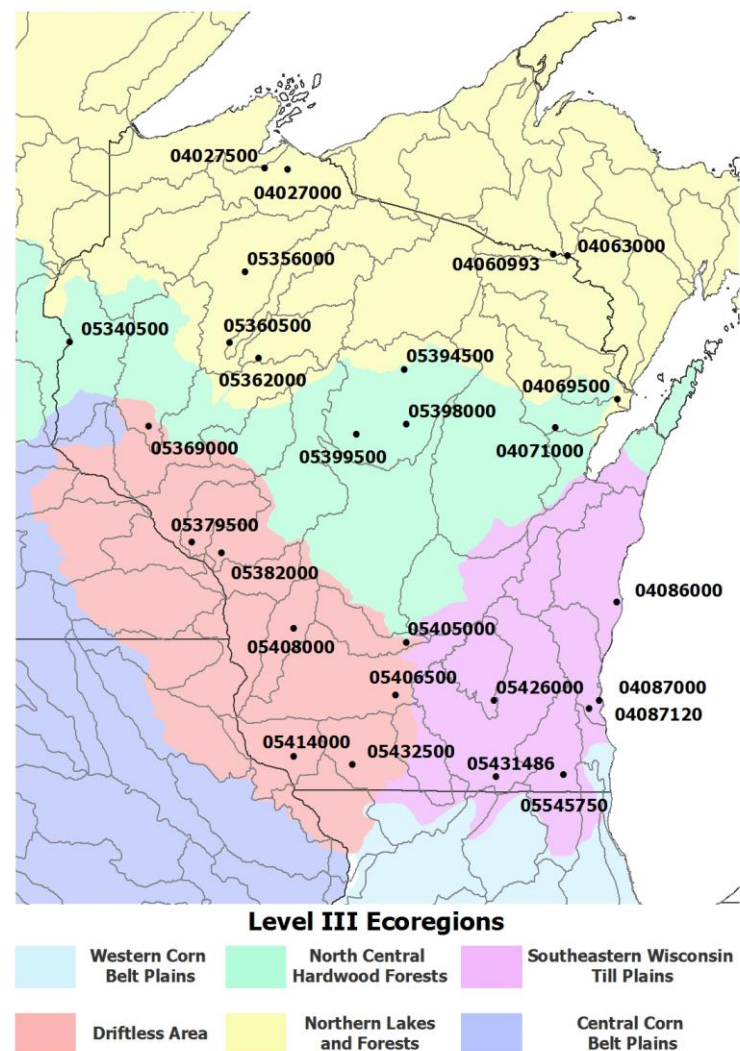 04027500
04027000
04063000
04060993
05356000
05340500
05360500
05394500
05362000
04069500
05398000
05369000
05399500
04071000
05379500
05382000
04086000
05408000
05405000
05406500
05426000
04087000
04087120
05414000
05432500
05431486
05545750
Level III Ecoregions
Western Corn
Belt Plains
North Central
Hardwood Forests
Southeastern Wisconsin
Till Plains
Driftless Area
Northern Lakes
and Forests
Central Corn
Belt Plains